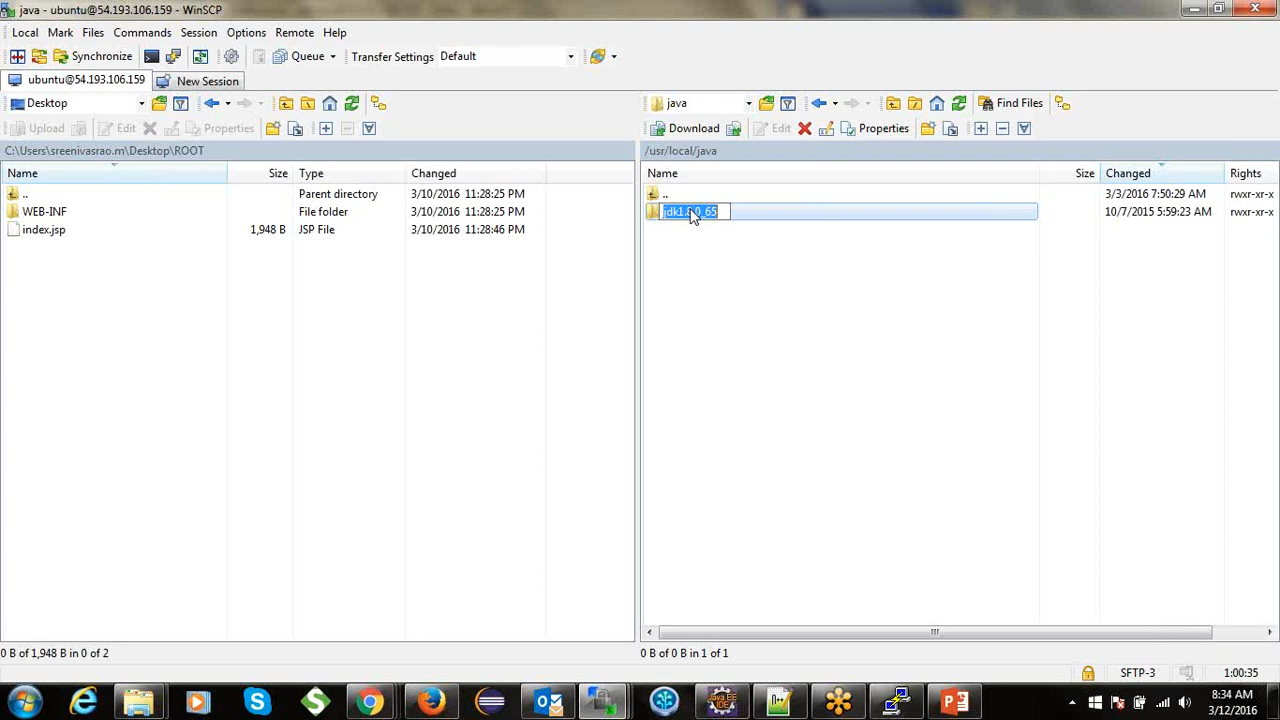 java - ubuntu@54.193.106.159 - WinSCP
Local Mark Files Commands Session Options Remote Help
Synchronize Queue Transfer Settings Default
ubuntu@54.193.106.159 New Session
Desktop java Find Files
Upload Edit Properties Download Edit Properties
C:\Users\sreenivasrao.m\Desktop\ROOT /usr/local/java
Name Size Type Changed Name Size Changed Rights
.. Parent directory 3/10/2016 11:28:25 PM .. 3/3/2016 7:50:29 AM rwxr-xr-x
WEB-INF File folder 3/10/2016 11:28:25 PM jdk1.8.0_65 10/7/2015 5:59:23 AM rwxr-xr-x
index.jsp 1,948 B JSP File 3/10/2016 11:28:46 PM
0 B of 1,948 B in 0 of 2 0 B of 0 B in 1 of 1
SFTP-3 1:00:35
Java EE IDE
8:34 AM
3/12/2016